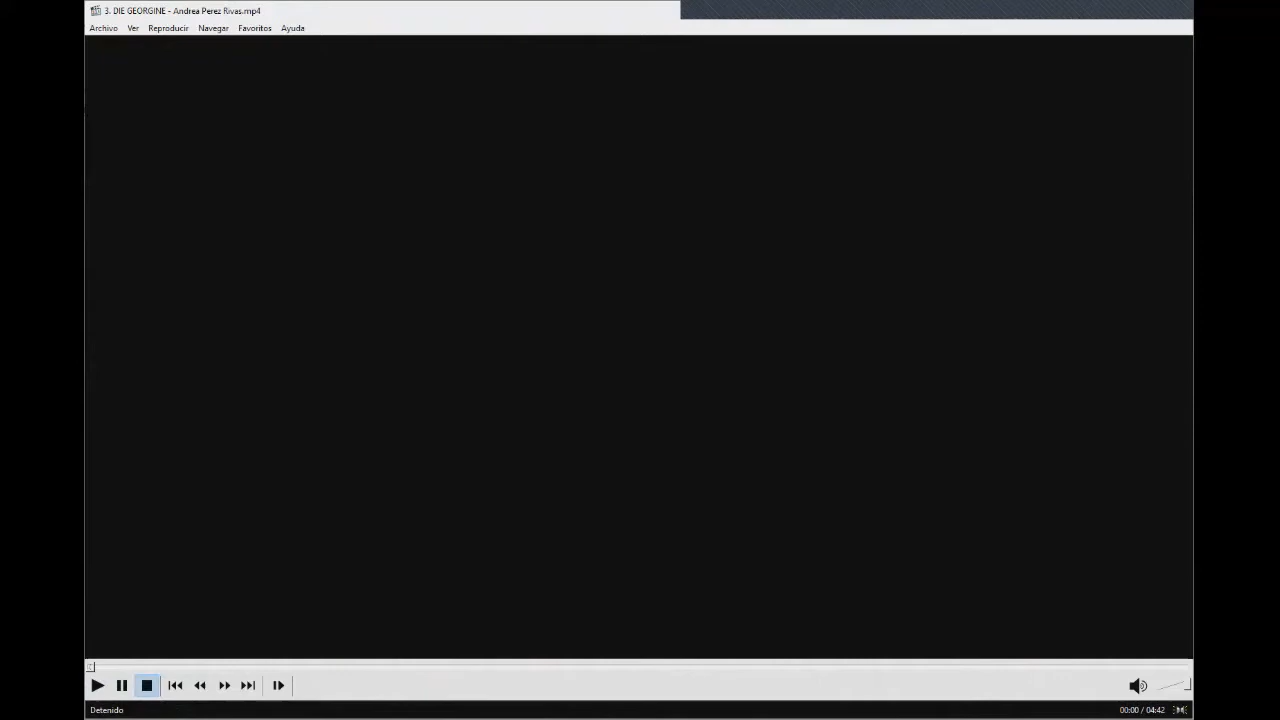 3. DIE GEORGINE - Andrea Perez Rivas.mp4
Archivo Ver Reproducir Navegar Favoritos Ayuda
Detenido 00:00 / 04:42